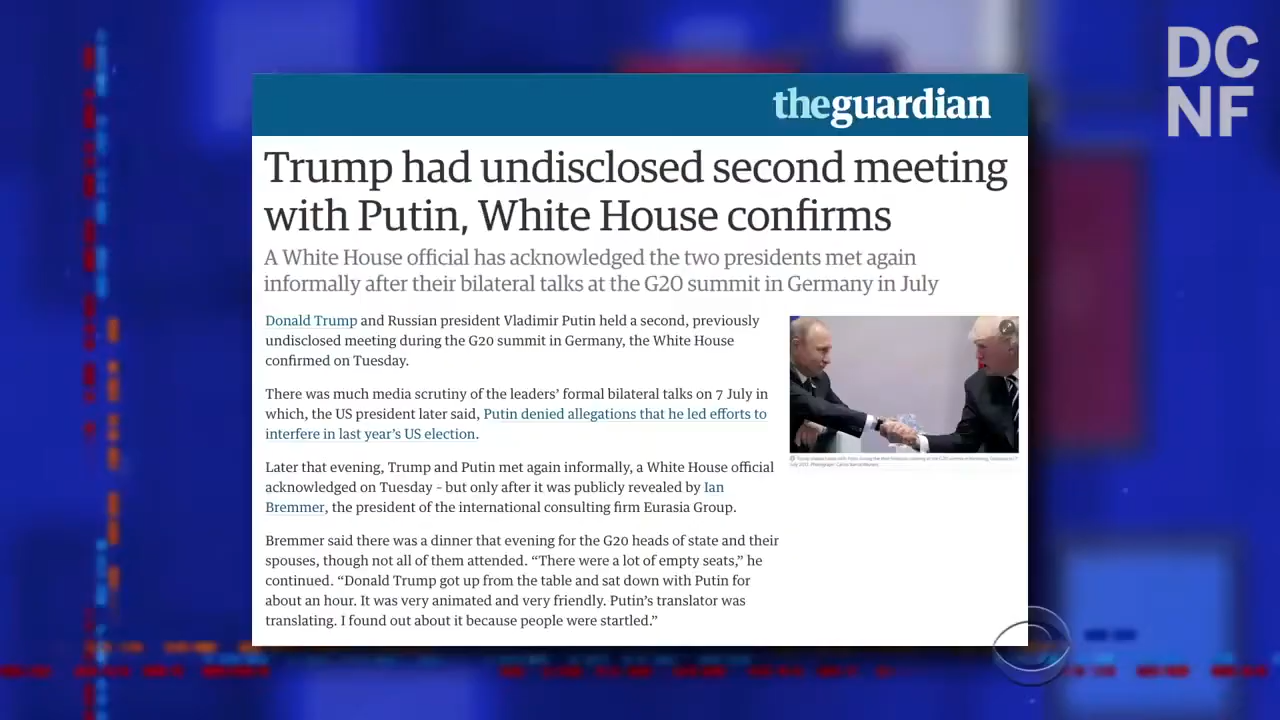 DC
NF
theguardian
Trump had undisclosed second meeting
with Putin, White House confirms
A White House official has acknowledged the two presidents met again
informally after their bilateral talks at the G20 summit in Germany in July
Donald Trump and Russian president Vladimir Putin held a second, previously
undisclosed meeting during the G20 summit in Germany, the White House
confirmed on Tuesday.
There was much media scrutiny of the leaders’ formal bilateral talks on 7 July in
which, the US president later said, Putin denied allegations that he led efforts to
interfere in last year’s US election.
Later that evening, Trump and Putin met again informally, a White House official
acknowledged on Tuesday – but only after it was publicly revealed by Ian
Bremmer, the president of the international consulting firm Eurasia Group.
Bremmer said there was a dinner that evening for the G20 heads of state and their
spouses, though not all of them attended. “There were a lot of empty seats,” he
continued. “Donald Trump got up from the table and sat down with Putin for
about an hour. It was very animated and very friendly. Putin’s translator was
translating. I found out about it because people were startled.”